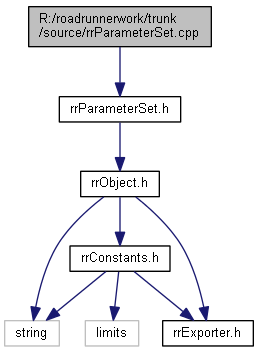 R:/roadrunnerwork/trunk
/source/rrParameterSet.cpp
rrParameterSet.h
rrObject.h
rrConstants.h
string
limits
rrExporter.h